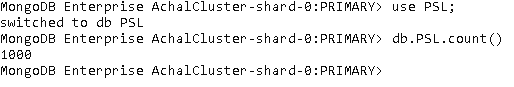 MongoDB Enterprise AchalCluster-shard-0:PRIMARY> use PSL;
switched to db PSL
MongoDB Enterprise AchalCluster-shard-0:PRIMARY> db.PSL.count()
1000
MongoDB Enterprise AchalCluster-shard-0:PRIMARY>